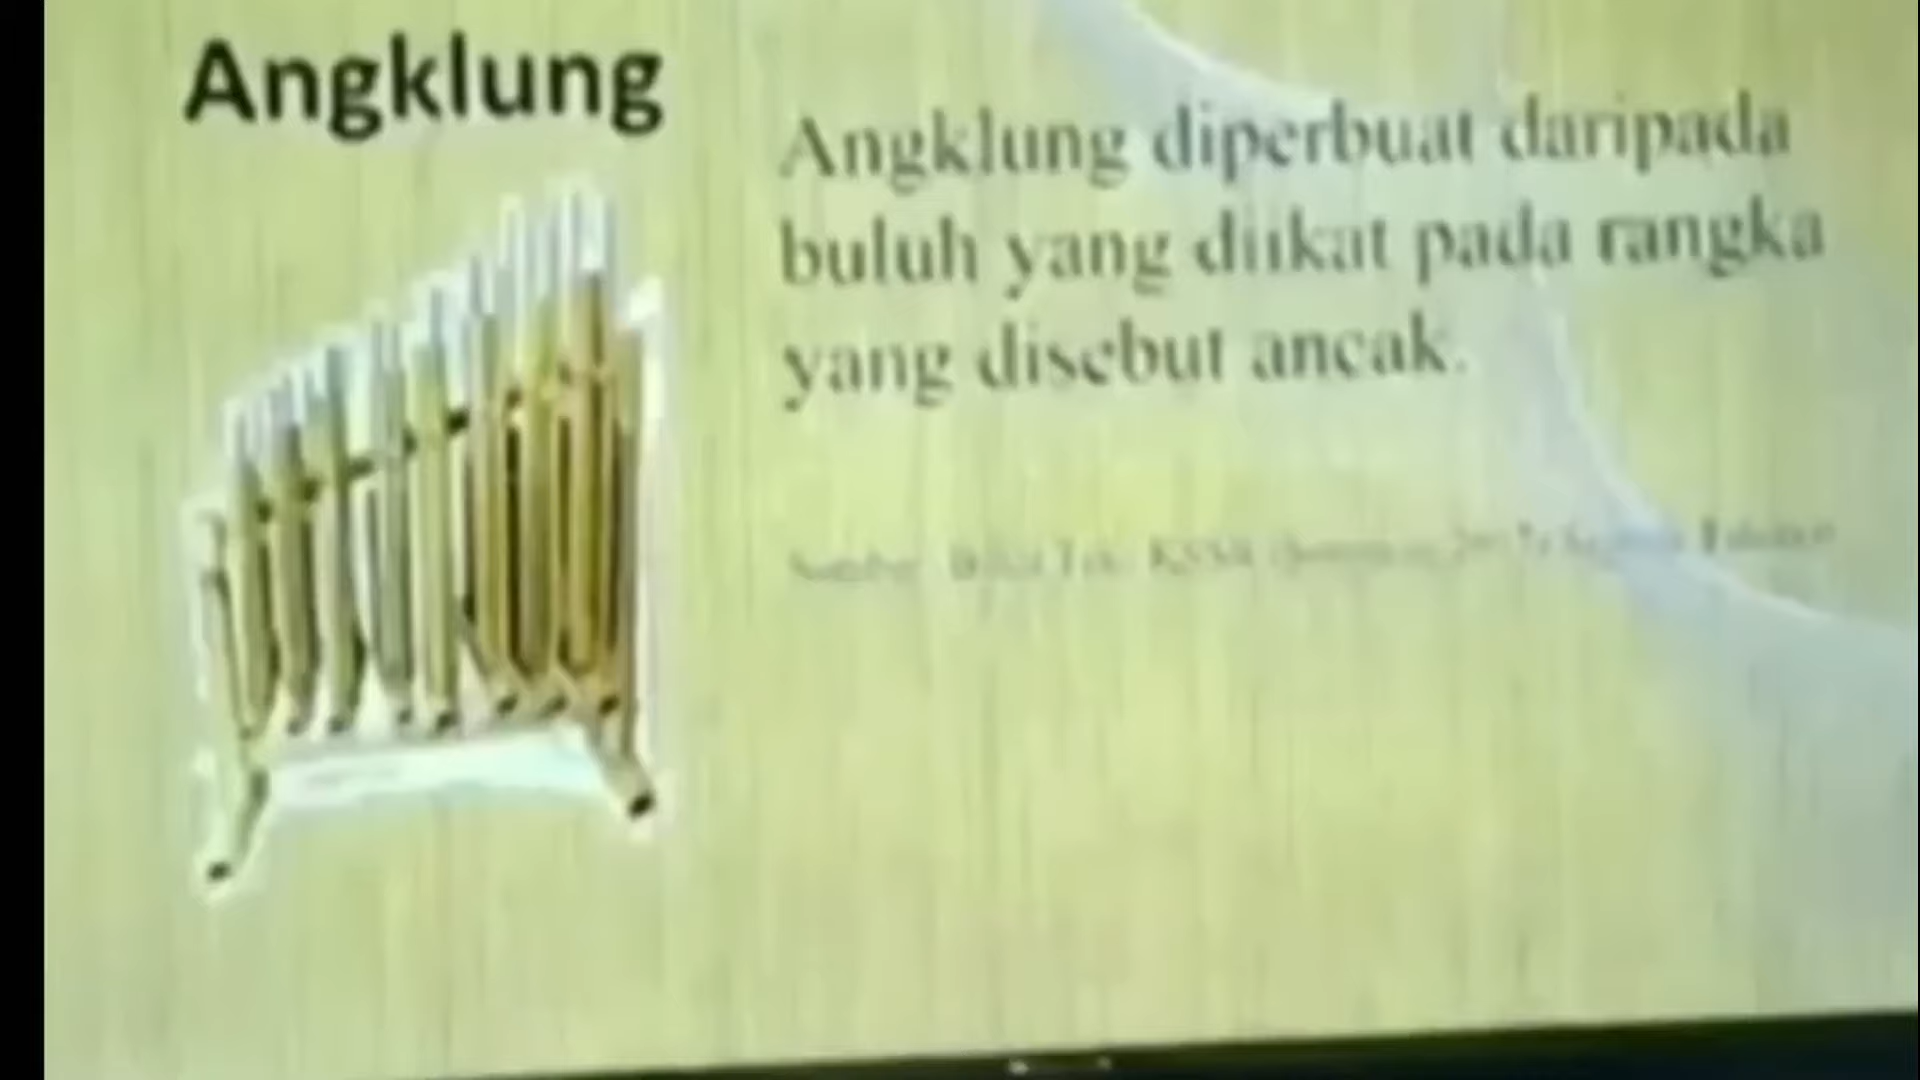 Angklung
Angklung diperbuat daripada
buluh yang diikat pada rangka
yang disebut ancak.